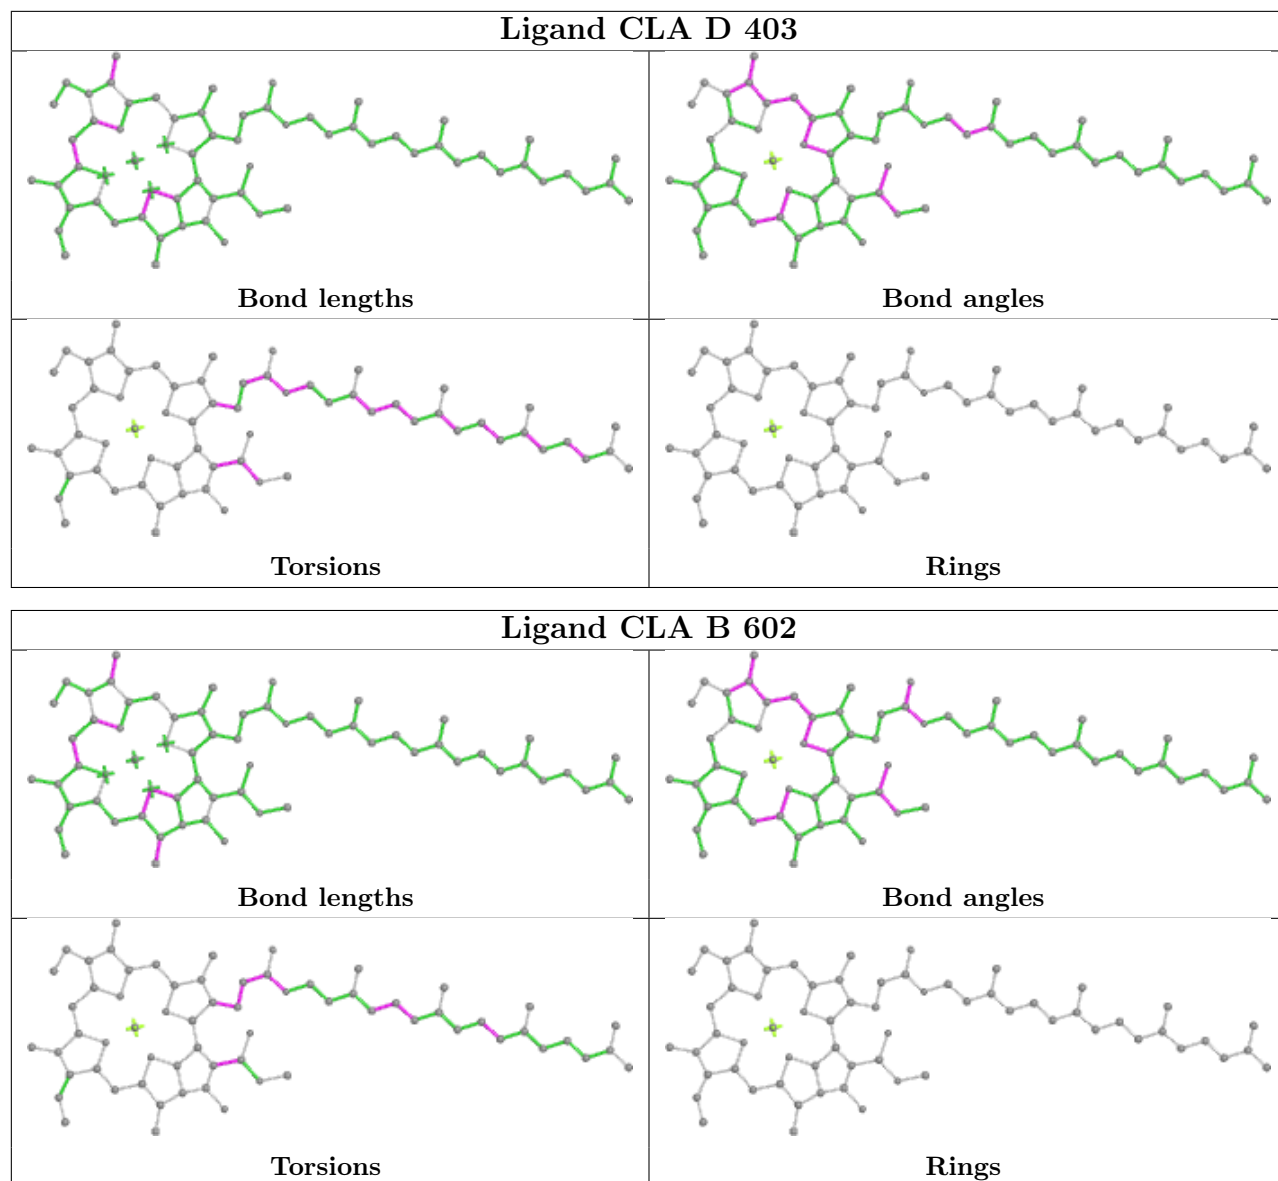 Ligand CLA D 403
Bond lengths
Bond angles
Torsions
Rings
Ligand CLA B 602
Bond lengths
Bond angles
Torsions
Rings